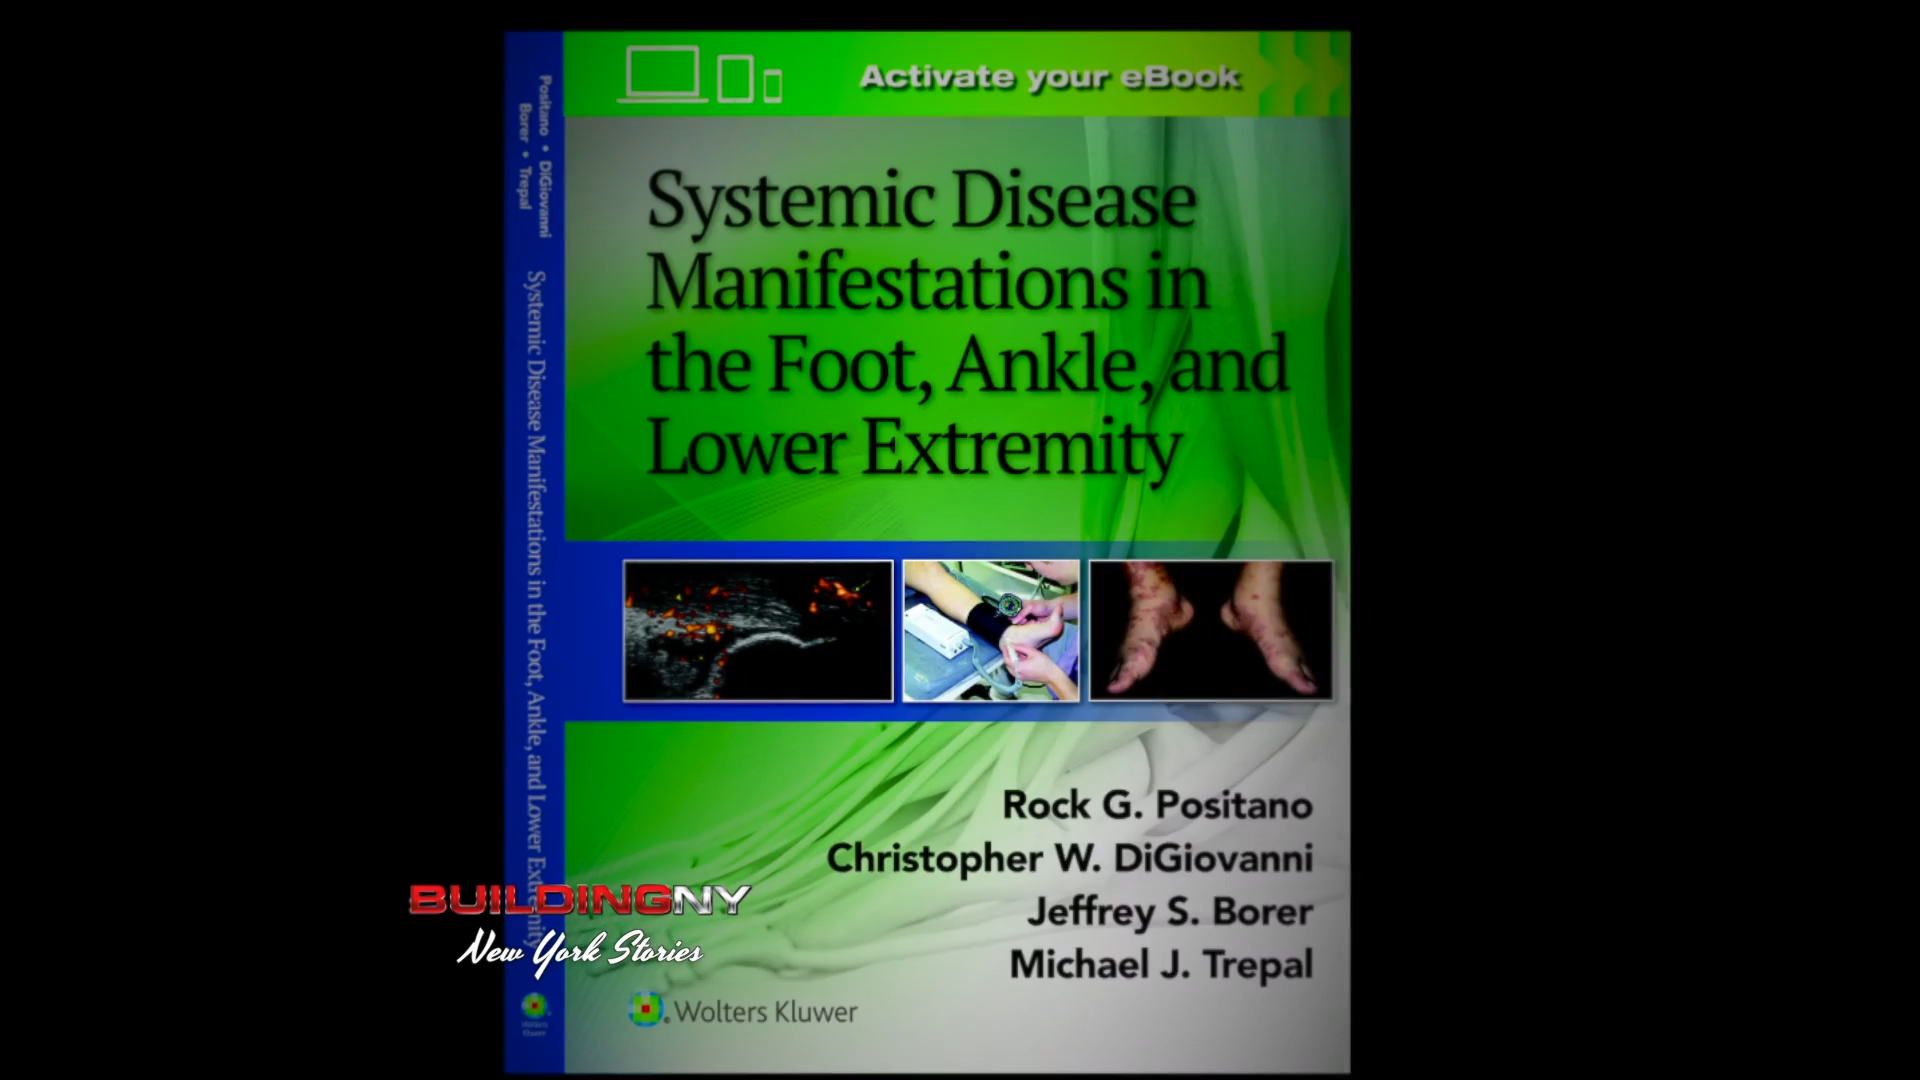 Activate your eBook
Positano • DiGiovanni
Borer • Trepal
Systemic Disease Manifestations in the Foot, Ankle, and Lower Extremity
Wolters
Kluwer
Systemic Disease
Manifestations in
the Foot, Ankle, and
Lower Extremity
Rock G. Positano
Christopher W. DiGiovanni
Jeffrey S. Borer
Michael J. Trepal
Wolters Kluwer
BUILDINGNY
New York Stories